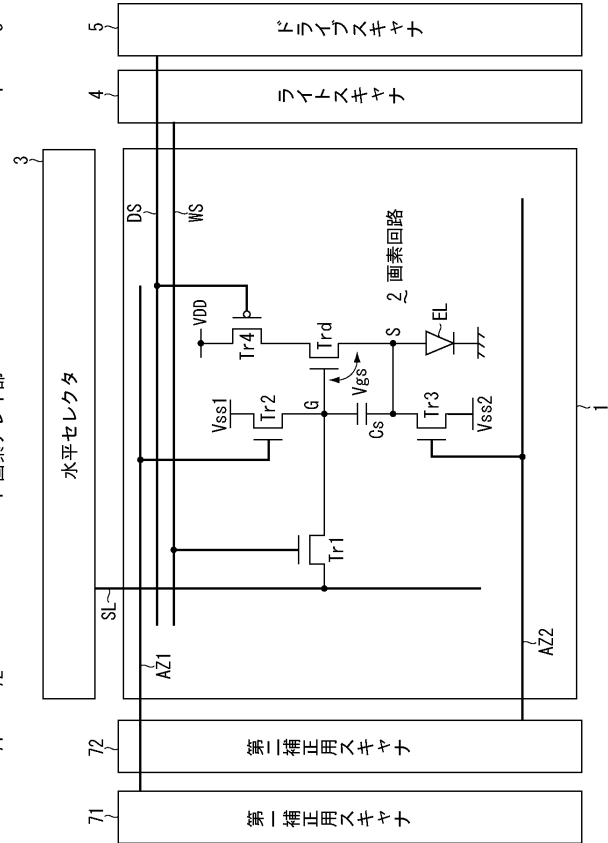 5
ドライブスキャナ
4
ライトスキャナ
3
水平セレクタ
DS
WS
VDD
Tr4
Trd
2 画素回路
S
EL
Vss1
Tr2
G
Vgs
Cs
Tr3
Vss2
Tr1
SL
AZ1
AZ2
1
72
第二補正用スキャナ
71
第一補正用スキャナ